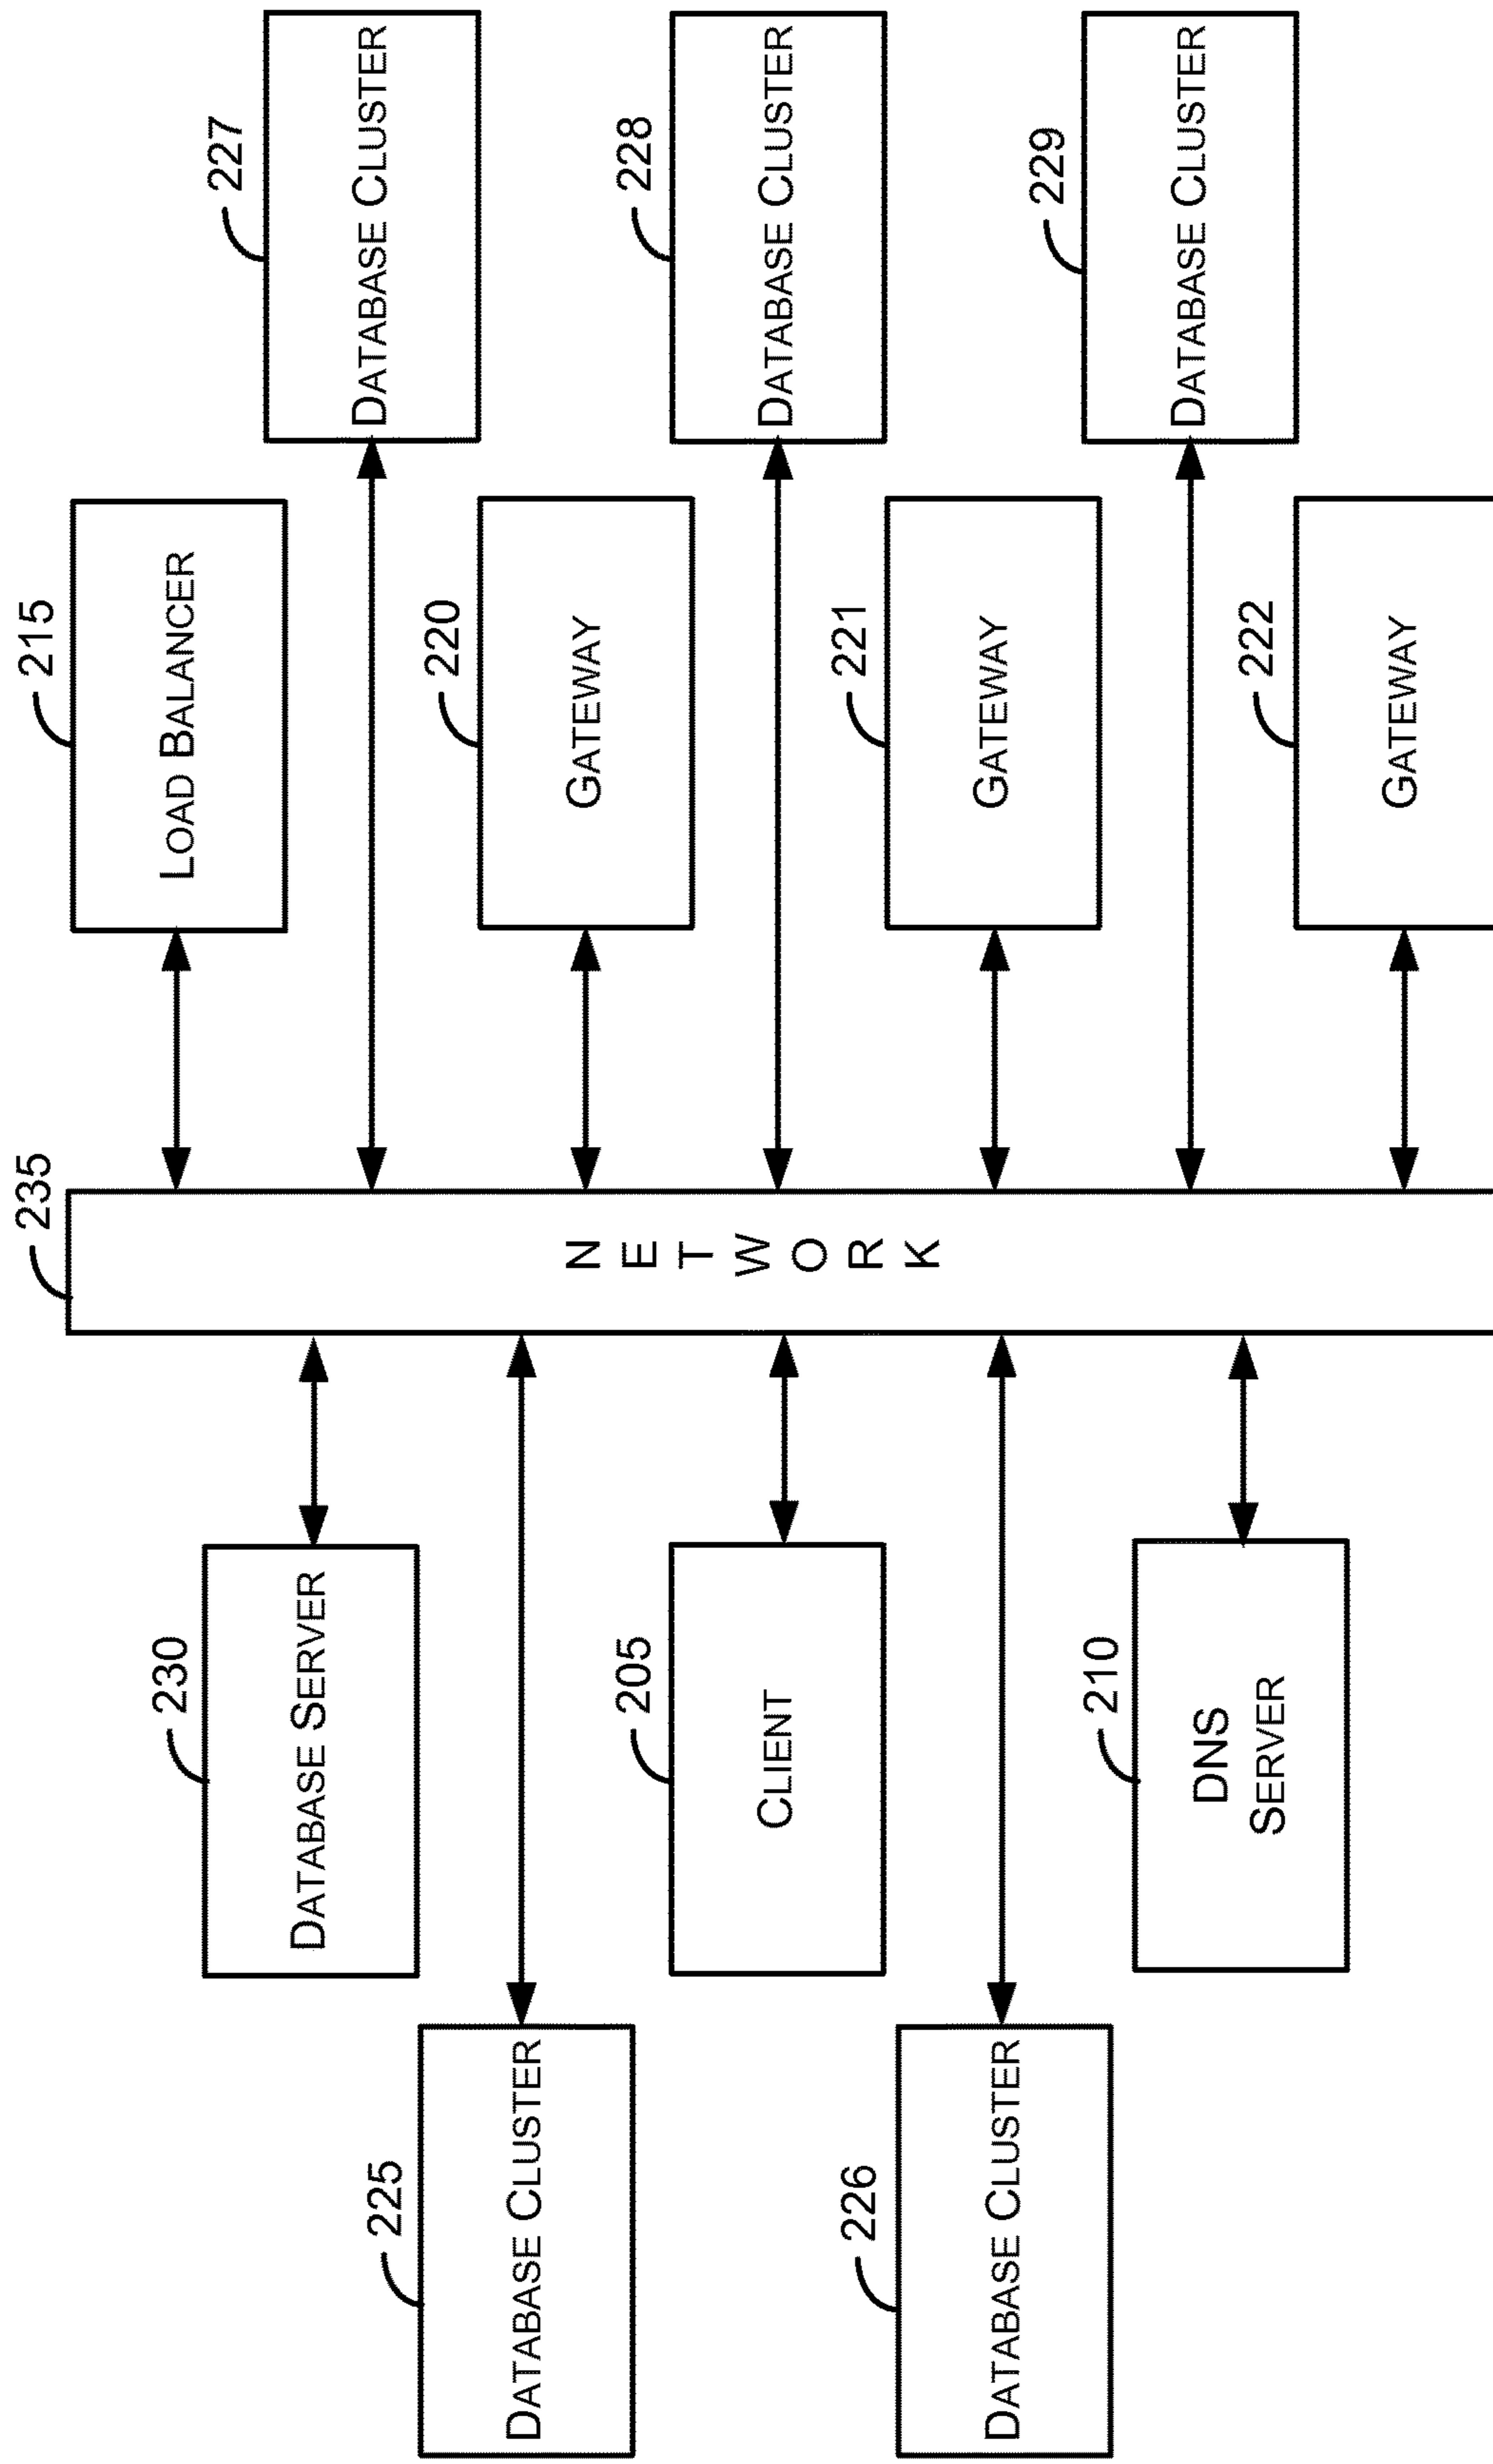 235
N
E
T
W
O
R
K
230
DATABASE SERVER
225
DATABASE CLUSTER
205
CLIENT
226
DATABASE CLUSTER
210
DNS
SERVER
215
LOAD BALANCER
227
DATABASE CLUSTER
220
GATEWAY
228
DATABASE CLUSTER
221
GATEWAY
229
DATABASE CLUSTER
222
GATEWAY